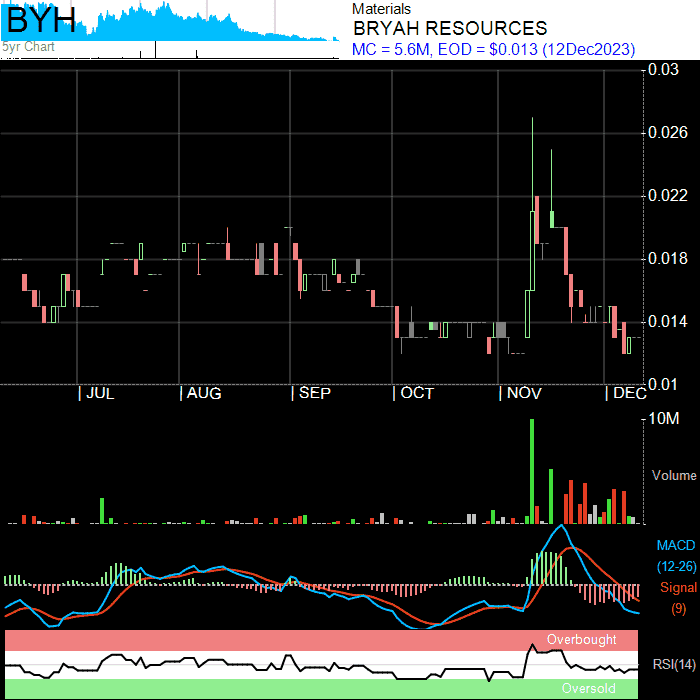 BYH
5yr Chart
Materials
BRYAH RESOURCES
MC = 5.6M, EOD = $0.013 (12Dec2023)
0.03
0.026
0.022
0.018
0.014
0.01
| JUL | AUG | SEP | OCT | NOV | DEC
10M
Volume
MACD
(12-26)
Signal
(9)
Overbought
RSI(14)
Oversold